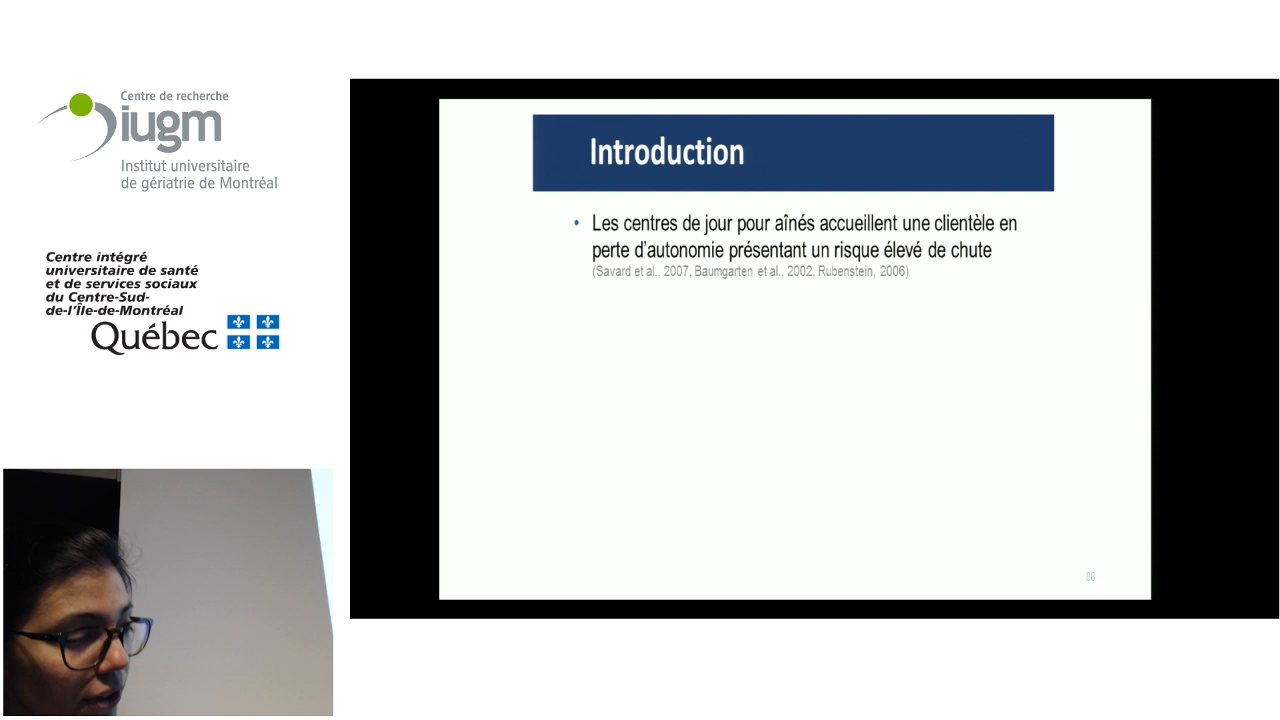 Centre de recherche
iugm
Institut universitaire
de gériatrie de Montréal
Centre intégré
universitaire de santé
et de services sociaux
du Centre-Sud-
de-l'Île-de-Montréal
Québec
Introduction
• Les centres de jour pour aînés accueillent une clientèle en
perte d'autonomie présentant un risque élevé de chute
(Savard et al., 2007, Baumgarten et al., 2002, Rubenstein, 2006)
88